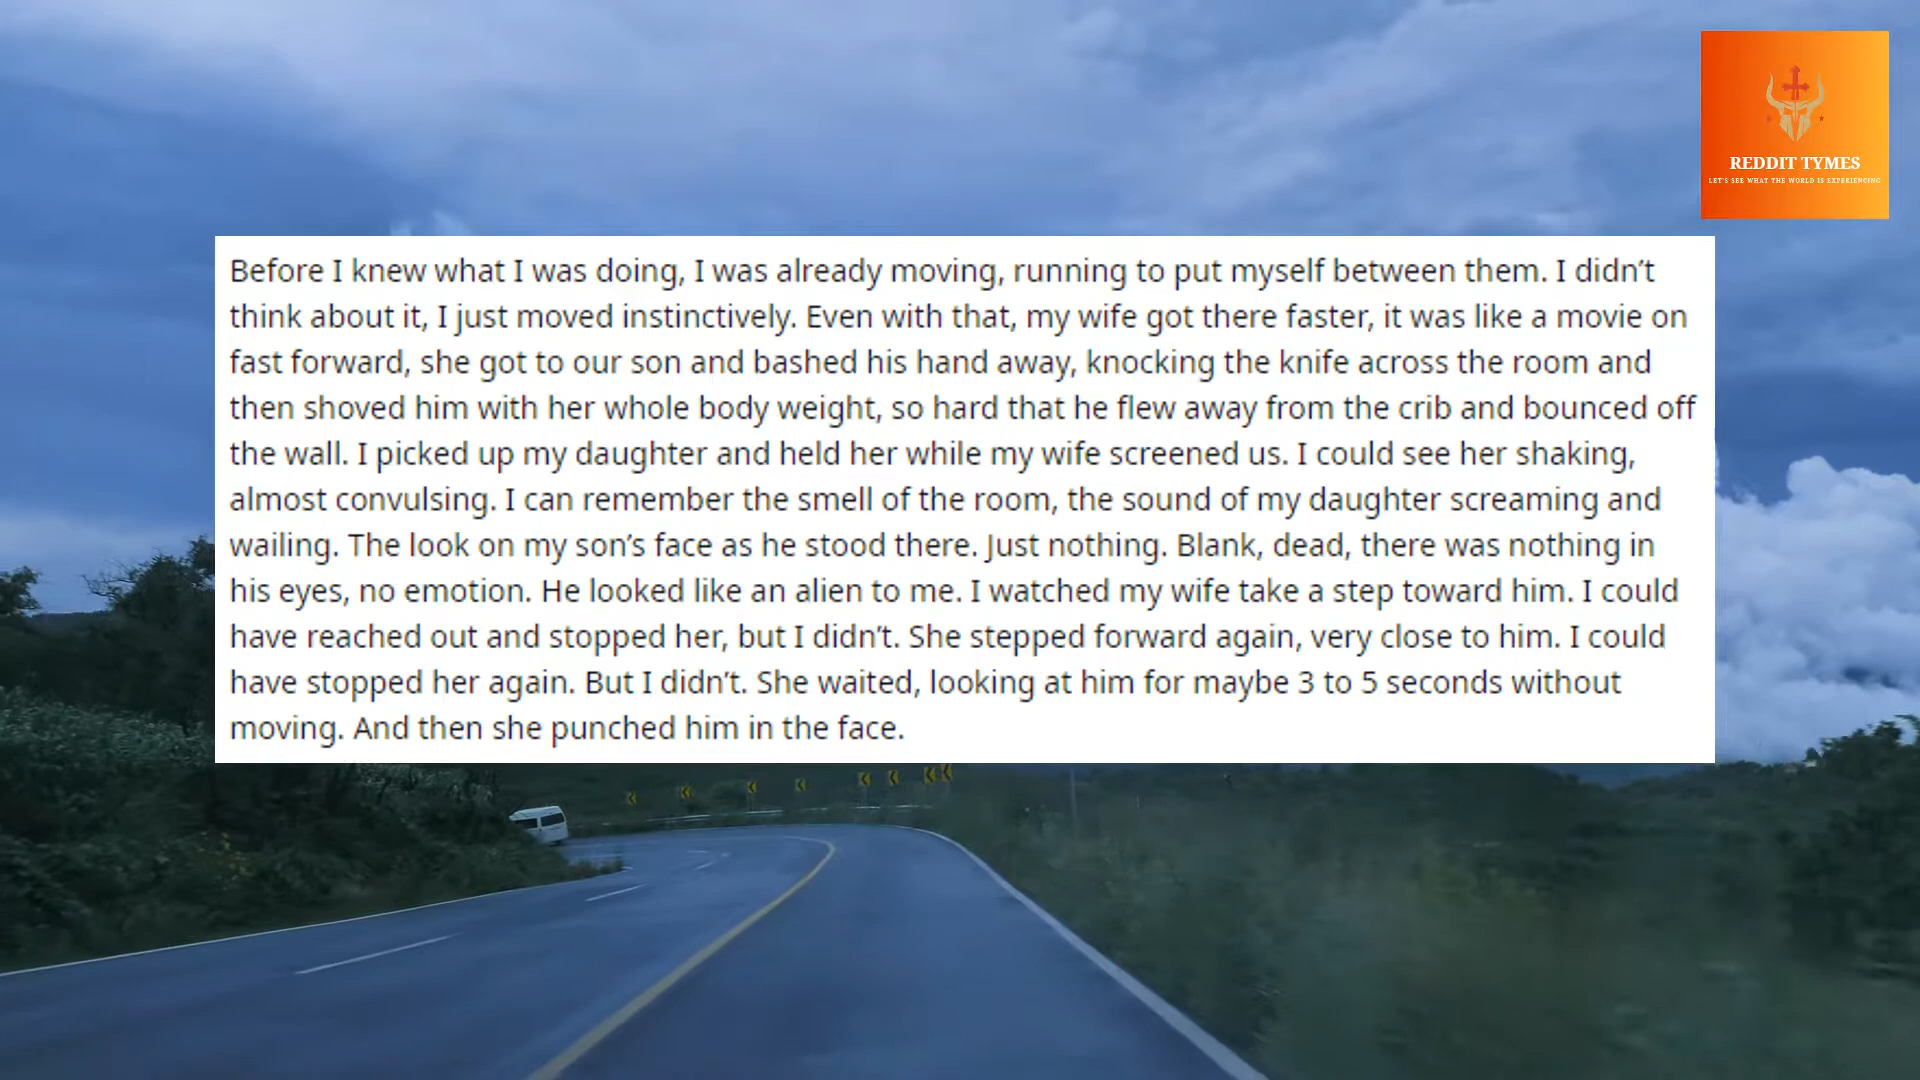 REDDIT TYMES
LET'S SEE WHAT THE WORLD IS EXPERIENCING
Before I knew what I was doing, I was already moving, running to put myself between them. I didn’t
think about it, I just moved instinctively. Even with that, my wife got there faster, it was like a movie on
fast forward, she got to our son and bashed his hand away, knocking the knife across the room and
then shoved him with her whole body weight, so hard that he flew away from the crib and bounced off
the wall. I picked up my daughter and held her while my wife screened us. I could see her shaking,
almost convulsing. I can remember the smell of the room, the sound of my daughter screaming and
wailing. The look on my son’s face as he stood there. Just nothing. Blank, dead, there was nothing in
his eyes, no emotion. He looked like an alien to me. I watched my wife take a step toward him. I could
have reached out and stopped her, but I didn’t. She stepped forward again, very close to him. I could
have stopped her again. But I didn’t. She waited, looking at him for maybe 3 to 5 seconds without
moving. And then she punched him in the face.